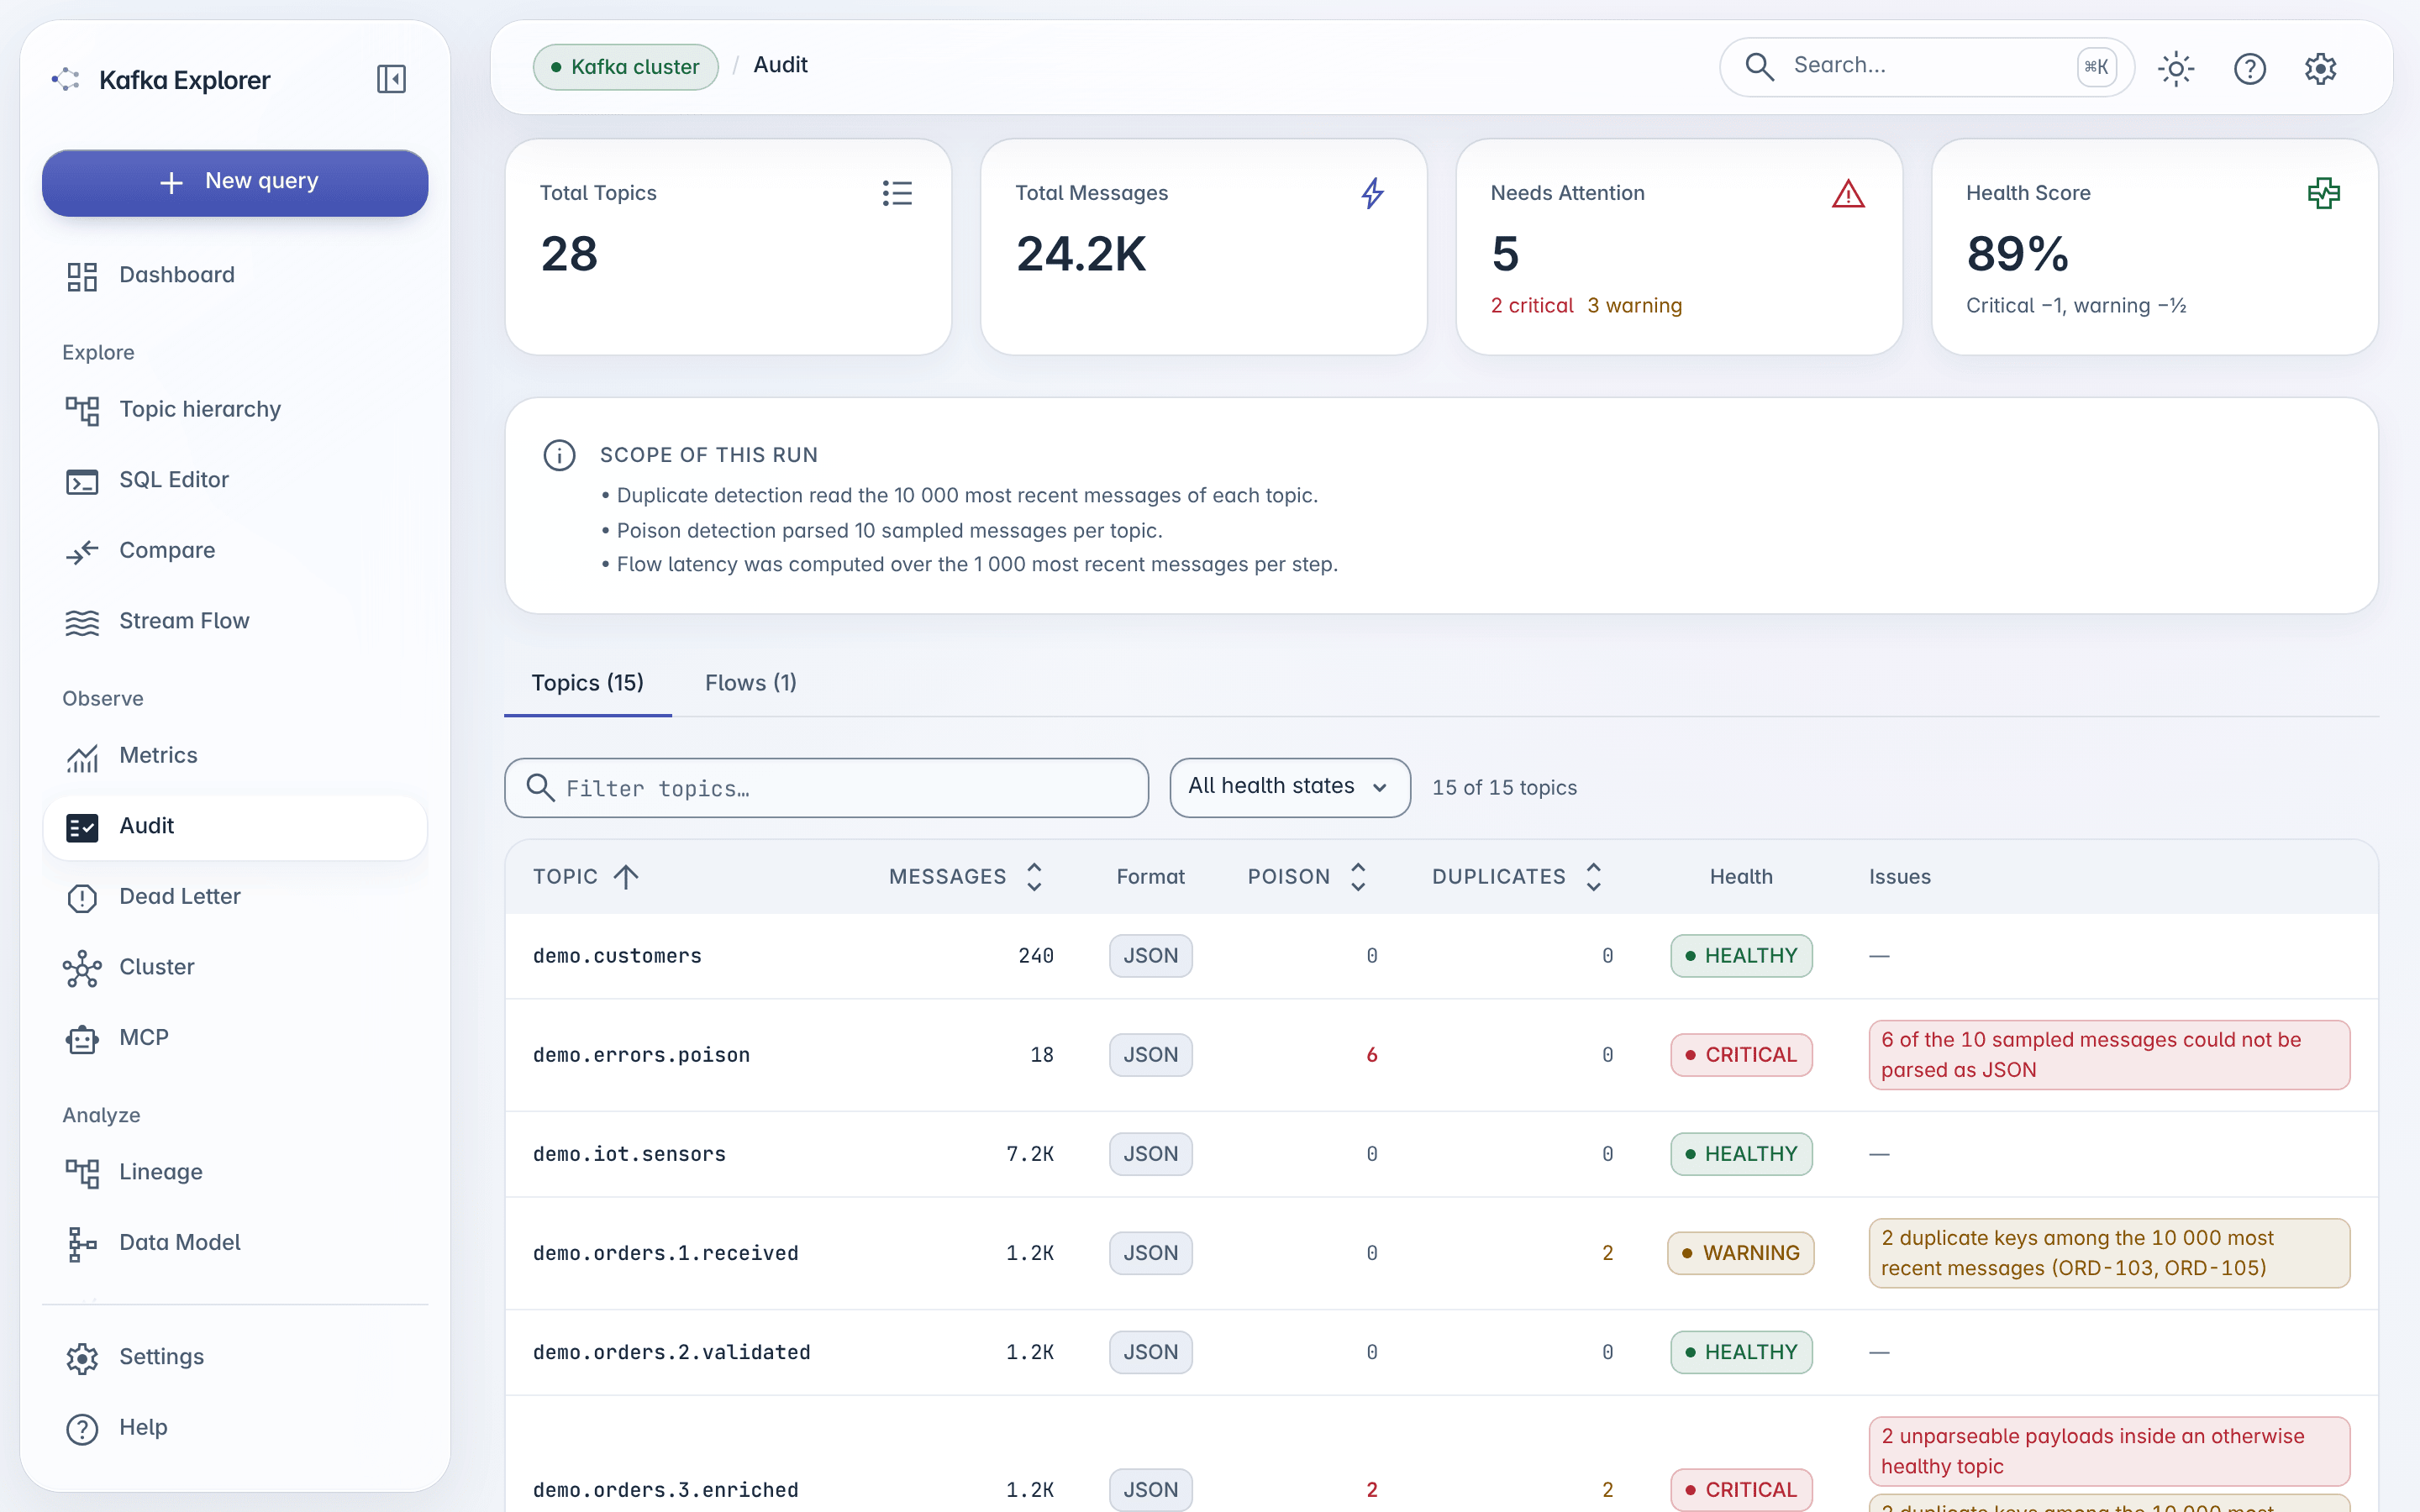 Kafka Explorer
New query
Dashboard
Explore
Topic hierarchy
SQL Editor
Compare
Stream Flow
Observe
Metrics
Audit
Dead Letter
Cluster
MCP
Analyze
Lineage
Data Model
Settings
Help
Kafka cluster / Audit
Search... ⌘K
Total Topics
28
Total Messages
24.2K
Needs Attention
5
2 critical 3 warning
Health Score
89%
Critical −1, warning −½
SCOPE OF THIS RUN
• Duplicate detection read the 10 000 most recent messages of each topic.
• Poison detection parsed 10 sampled messages per topic.
• Flow latency was computed over the 1 000 most recent messages per step.
Topics (15) Flows (1)
Filter topics…
All health states
15 of 15 topics
TOPIC MESSAGES Format POISON DUPLICATES Health Issues
demo.customers 240 JSON 0 0 HEALTHY —
demo.errors.poison 18 JSON 6 0 CRITICAL
6 of the 10 sampled messages could not be
parsed as JSON
demo.iot.sensors 7.2K JSON 0 0 HEALTHY —
demo.orders.1.received 1.2K JSON 0 2 WARNING
2 duplicate keys among the 10 000 most
recent messages (ORD-103, ORD-105)
demo.orders.2.validated 1.2K JSON 0 0 HEALTHY —
demo.orders.3.enriched 1.2K JSON 2 2 CRITICAL
2 unparseable payloads inside an otherwise
healthy topic
2 duplicate keys among the 10 000 most